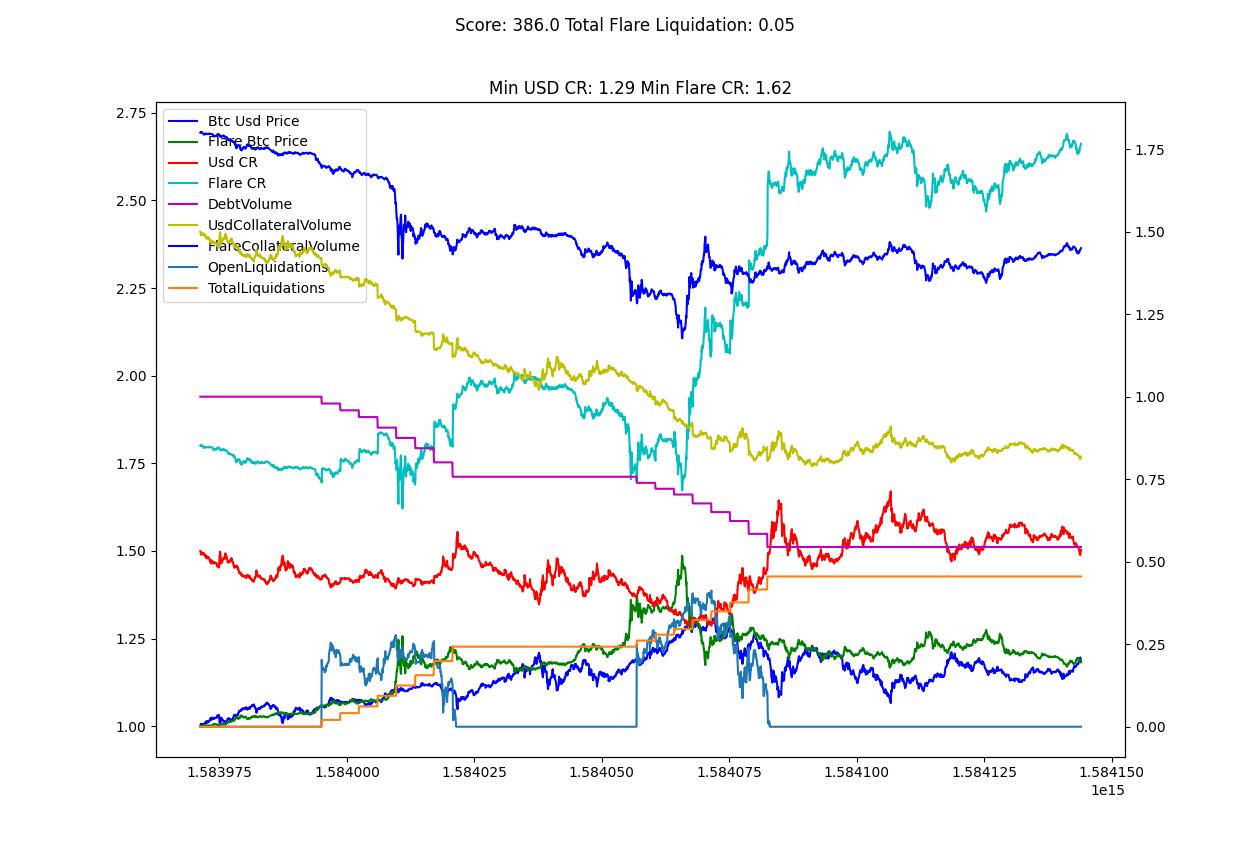 Score: 386.0 Total Flare Liquidation: 0.05
Min USD CR: 1.29 Min Flare CR: 1.62
Btc Usd Price
Flare Btc Price
Usd CR
Flare CR
DebtVolume
UsdCollateralVolume
FlareCollateralVolume
OpenLiquidations
TotalLiquidations
2.75
2.50
2.25
2.00
1.75
1.50
1.25
1.00
1.75
1.50
1.25
1.00
0.75
0.50
0.25
0.00
1.583975 1.584000 1.584025 1.584050 1.584075 1.584100 1.584125 1.584150
1e15